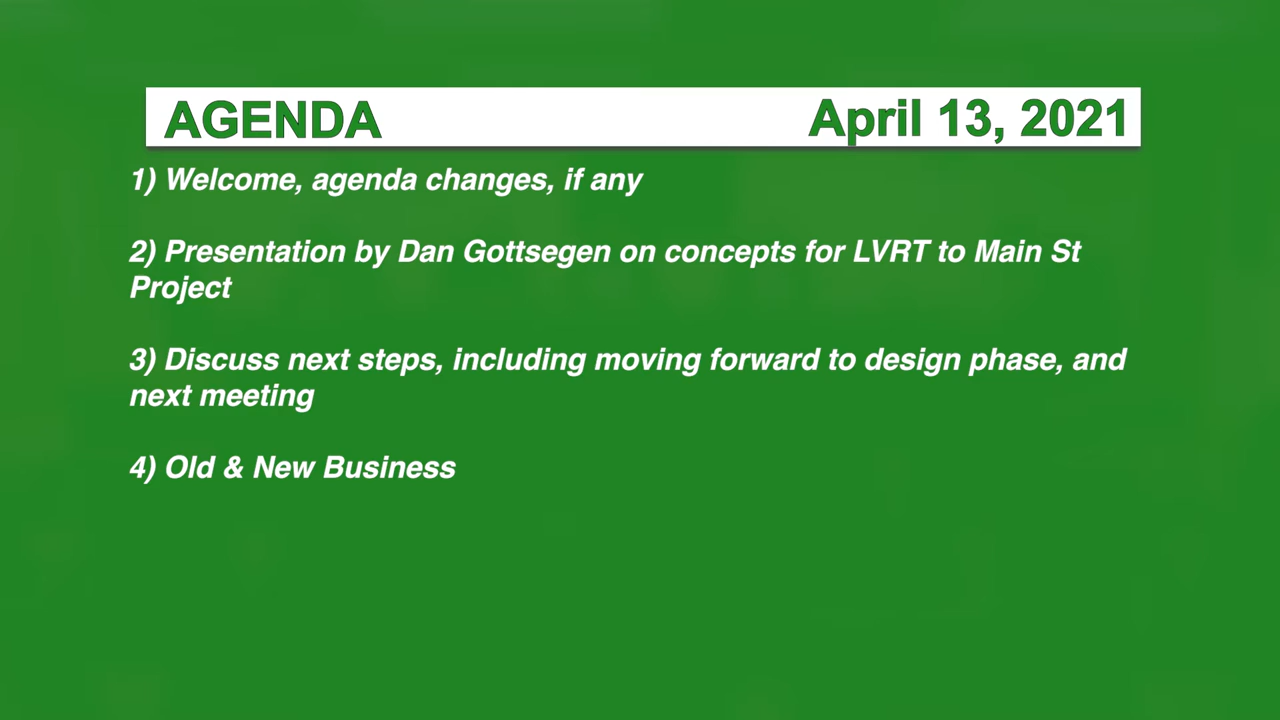 AGENDA April 13, 2021
1) Welcome, agenda changes, if any
2) Presentation by Dan Gottsegen on concepts for LVRT to Main St
Project
3) Discuss next steps, including moving forward to design phase, and
next meeting
4) Old & New Business